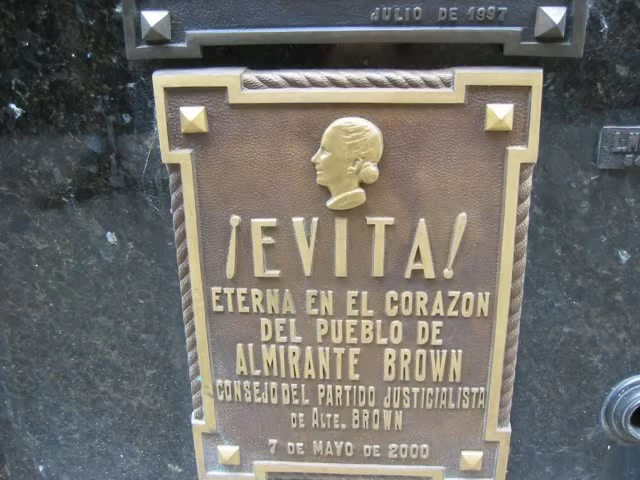 JULIO DE 1997
¡EVITA!
ETERNA EN EL CORAZON
DEL PUEBLO DE
ALMIRANTE BROWN
CONSEJO DEL PARTIDO JUSTICIALISTA
DE ALTE. BROWN
7 DE MAYO DE 2000